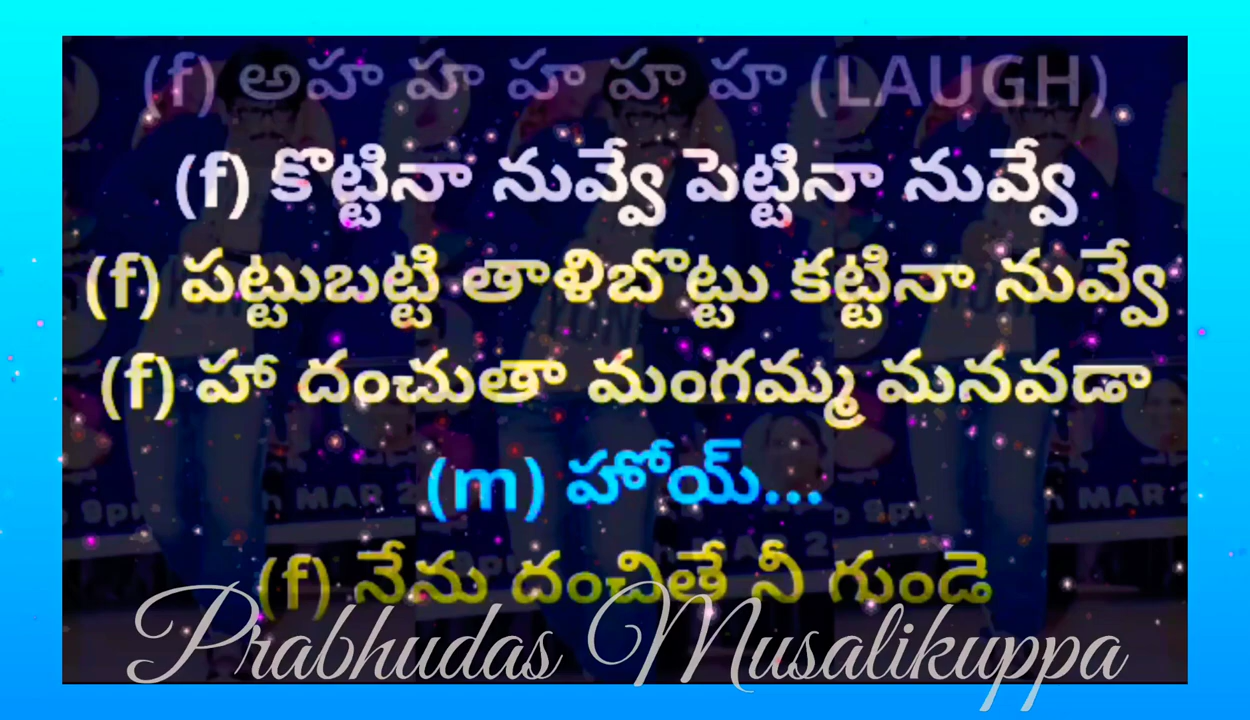 (f) అహ హ హ హ హ (LAUGH)
(f) కొట్టినా నువ్వే పెట్టినా నువ్వే
(f) పట్టుబట్టి తాళిబొట్టు కట్టినా నువ్వే
(f) హా దంచుతా మంగమ్మ మనవడా
(m) హోయ్...
(f) నేను దంచితే నీ గుండె
Prabhudas Musalikuppa